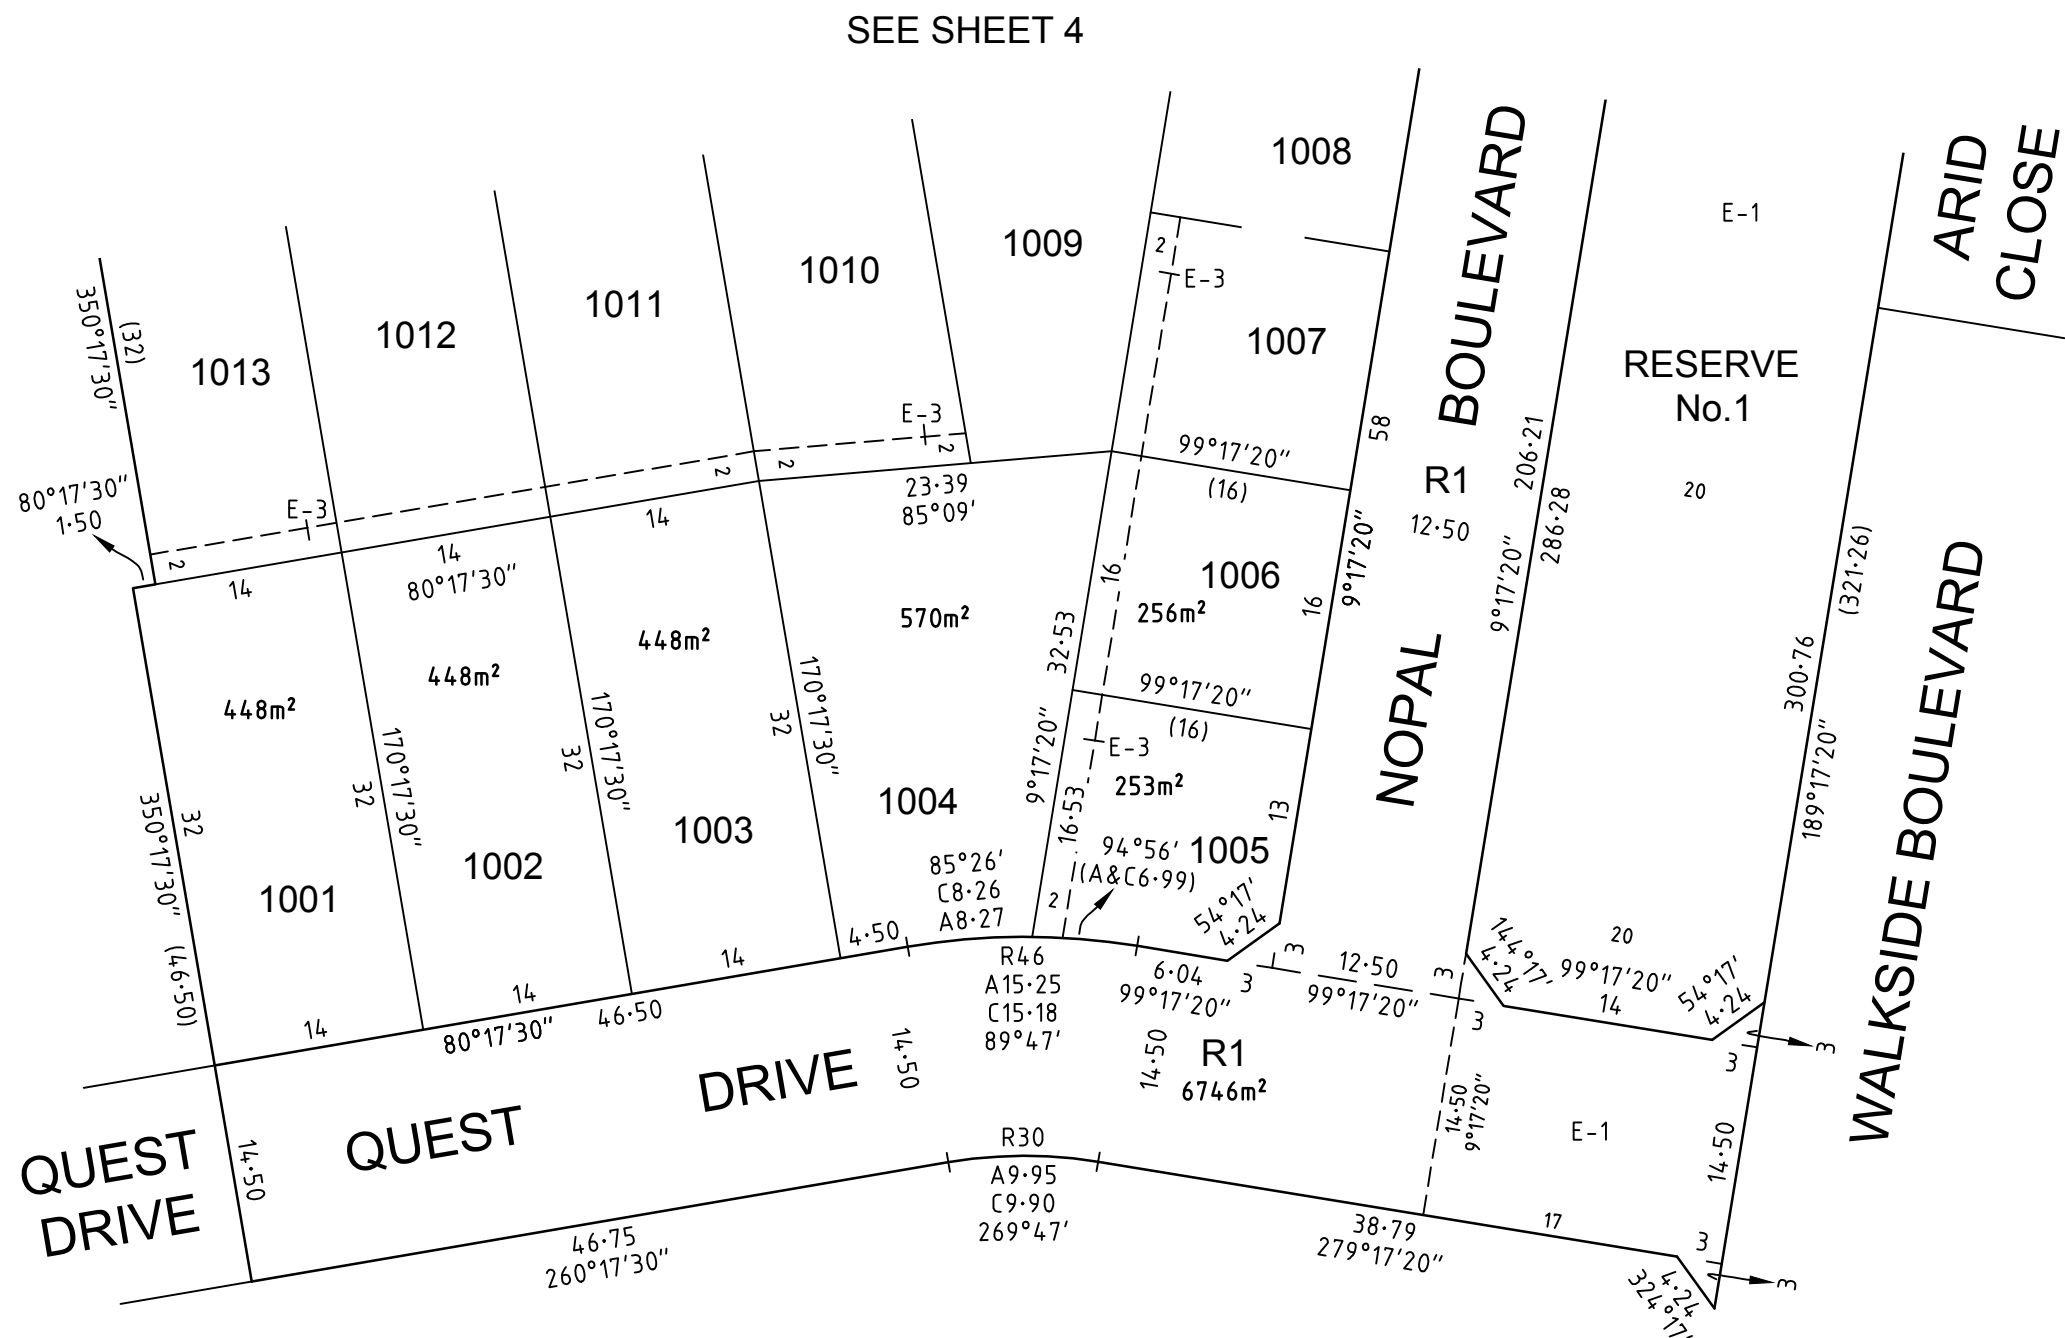 SEE SHEET 4
1008
BOULEVARD
ARID
CLOSE
E-1
1009
1010
1011
1012
1013
2
E-3
1007
350°17'30"
(32)
RESERVE
No.1
58
206·21
286·28
R1
12·50
20
99°17'20"
(16)
E-3
2
2
2
23·39
85°09'
80°17'30"
1·50
E-3
2
14
14
80°17'30"
14
16
1006
256m²
16
9°17'20"
9°17'20"
(321·26)
300·76
189°17'20"
WALKSIDE BOULEVARD
570m²
448m²
448m²
448m²
32·53
9°17'20"
99°17'20"
(16)
E-3
253m²
NOPAL
170°17'30"
32
170°17'30"
32
170°17'30"
32
350°17'30"
32
(46·50)
1004
1003
1002
1001
16·53
13
94°56'
(A&C6·99)
1005
2
54°17'
4·24
85°26'
C8·26
A8·27
4·50
14
14
14
80°17'30"
46·50
R46
A15·25
C15·18
89°47'
6·04
99°17'20"
3
3
12·50
99°17'20"
3
3
144°17'
4·24
20
99°17'20"
14
54°17'
4·24
3
3
14·50
14·50
R1
6746m²
14·50
9°17'20"
E-1
14·50
QUEST
DRIVE
QUEST
DRIVE
14·50
R30
A9·95
C9·90
269°47'
46·75
260°17'30"
38·79
279°17'20"
17
3
3
4·24
324°17'